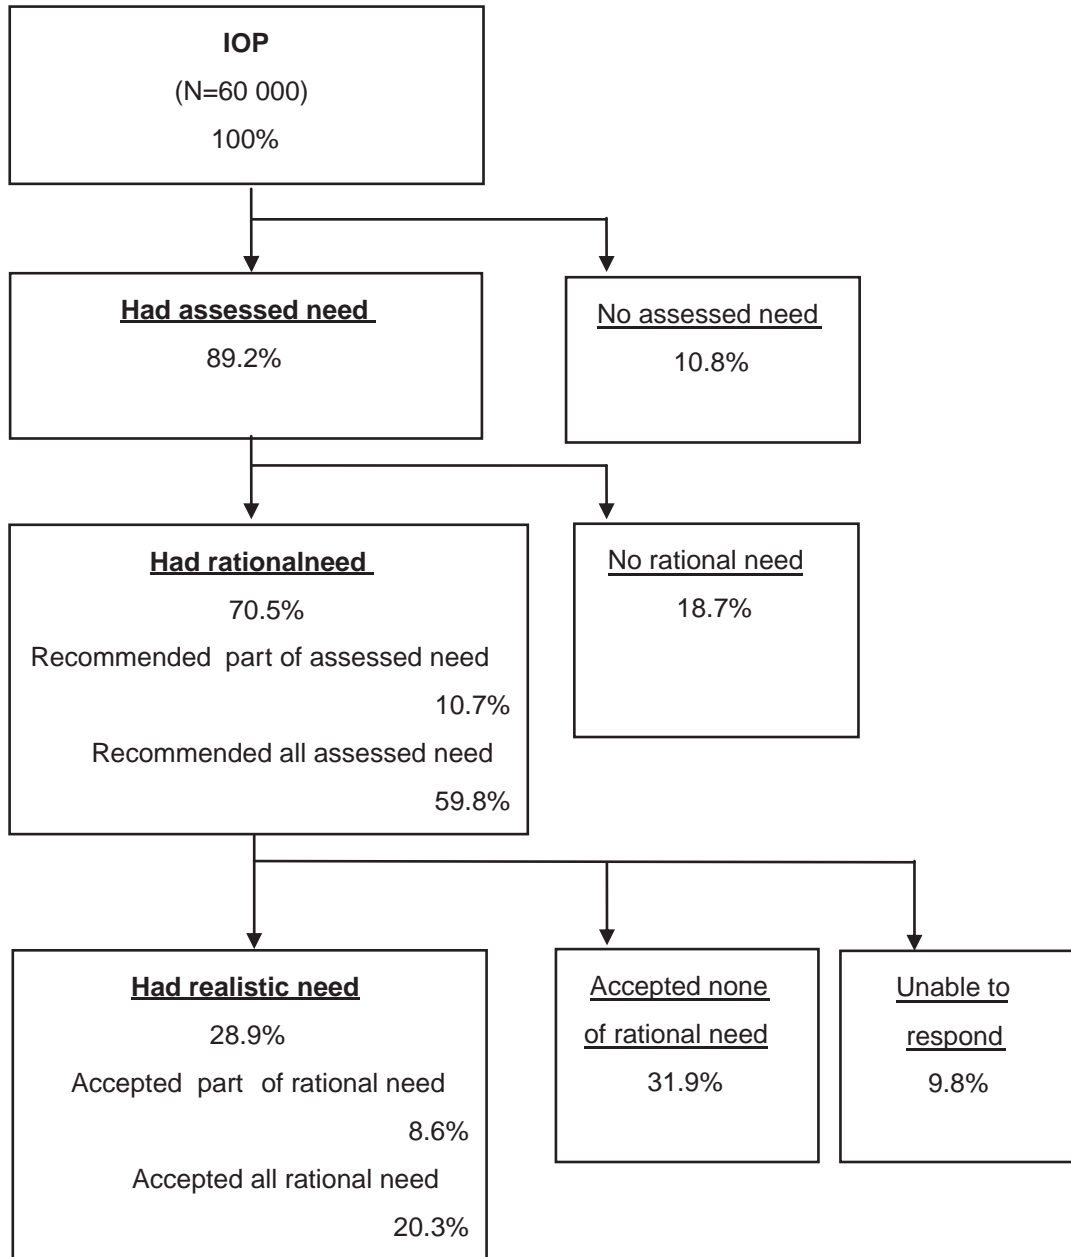 IOP
(N=60 000)
100%
Had assessed need
89.2%
No assessed need
10.8%
Had rationalneed
70.5%
Recommended part of assessed need
10.7%
Recommended all assessed need
59.8%
No rational need
18.7%
Had realistic need
28.9%
Accepted part of rational need
8.6%
Accepted all rational need
20.3%
Accepted none
of rational need
31.9%
Unable to
respond
9.8%